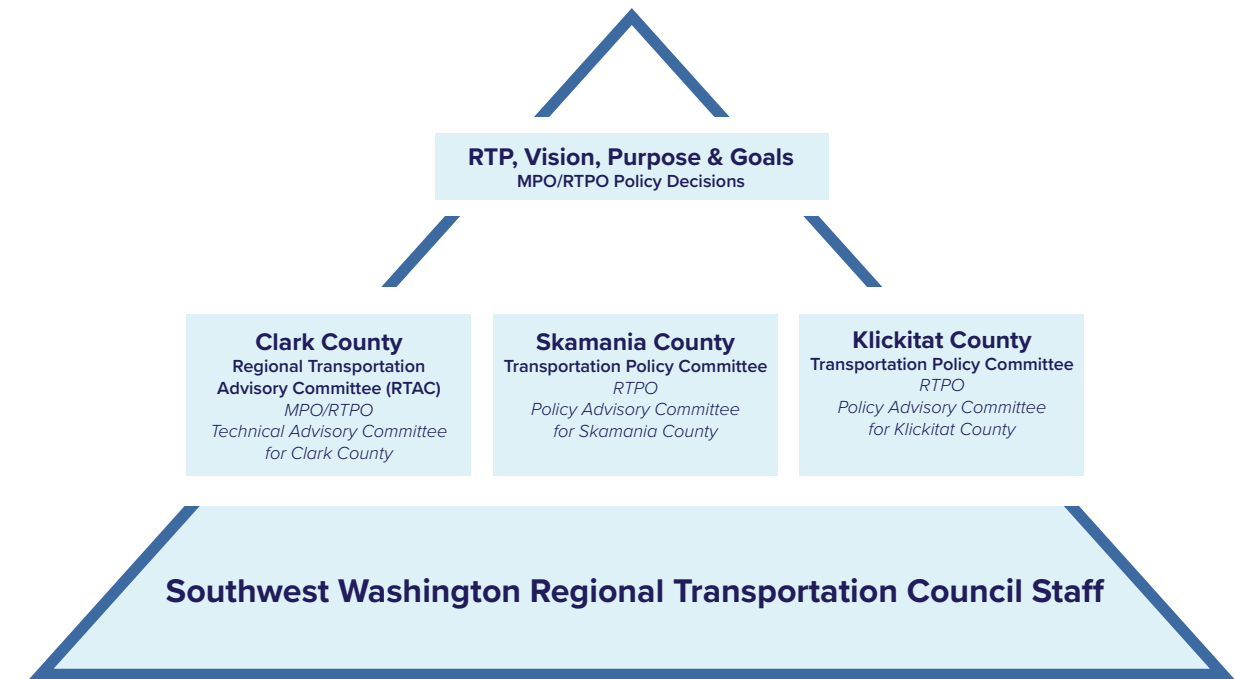 RTP, Vision, Purpose & Goals
MPO/RTPO Policy Decisions
Clark County
Regional Transportation
Advisory Committee (RTAC)
MPO/RTPO
Technical Advisory Committee
for Clark County
Skamania County
Transportation Policy Committee
RTPO
Policy Advisory Committee
for Skamania County
Klickitat County
Transportation Policy Committee
RTPO
Policy Advisory Committee
for Klickitat County
Southwest Washington Regional Transportation Council Staff